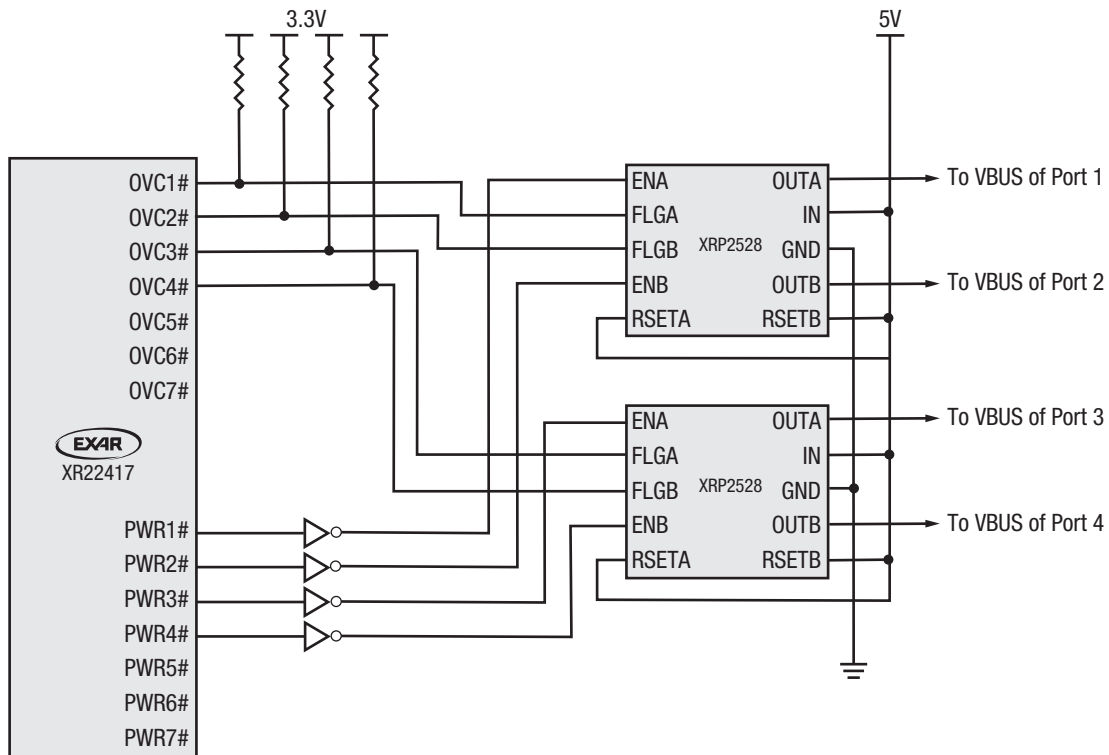 3.3V
5V
OVC1#
OVC2#
OVC3#
OVC4#
OVC5#
OVC6#
OVC7#
EXAR
XR22417
PWR1#
PWR2#
PWR3#
PWR4#
PWR5#
PWR6#
PWR7#
ENA OUTA
FLGA IN
FLGB XRP2528 GND
ENB OUTB
RSETA RSETB
To VBUS of Port 1
To VBUS of Port 2
ENA OUTA
FLGA IN
FLGB XRP2528 GND
ENB OUTB
RSETA RSETB
To VBUS of Port 3
To VBUS of Port 4